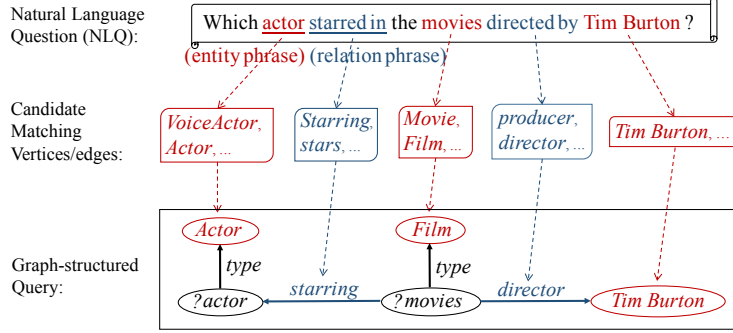 Natural Language
Question (NLQ):
Which actor starred in the movies directed by Tim Burton ?
(entity phrase) (relation phrase)
Candidate
Matching
Vertices/edges:
VoiceActor,
Actor, ...
Starring,
stars, ...
Movie,
Film, ...
producer,
director, ...
Tim Burton, ...
Graph-structured
Query:
Actor
Film
type
type
?actor
starring
?movies
director
Tim Burton